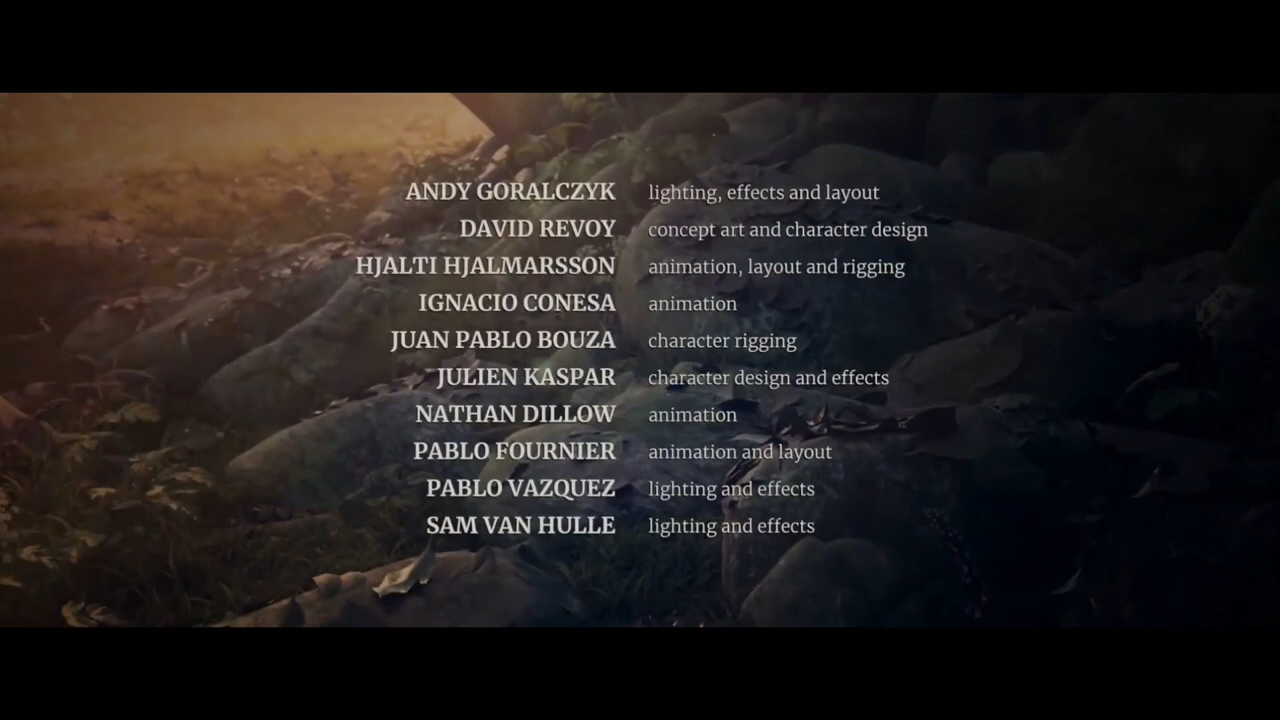 ANDY GORALCZYK lighting, effects and layout
DAVID REVOY concept art and character design
HJALTI HJALMARSSON animation, layout and rigging
IGNACIO CONESA animation
JUAN PABLO BOUZA character rigging
JULIEN KASPAR character design and effects
NATHAN DILLOW animation
PABLO FOURNIER animation and layout
PABLO VAZQUEZ lighting and effects
SAM VAN HULLE lighting and effects